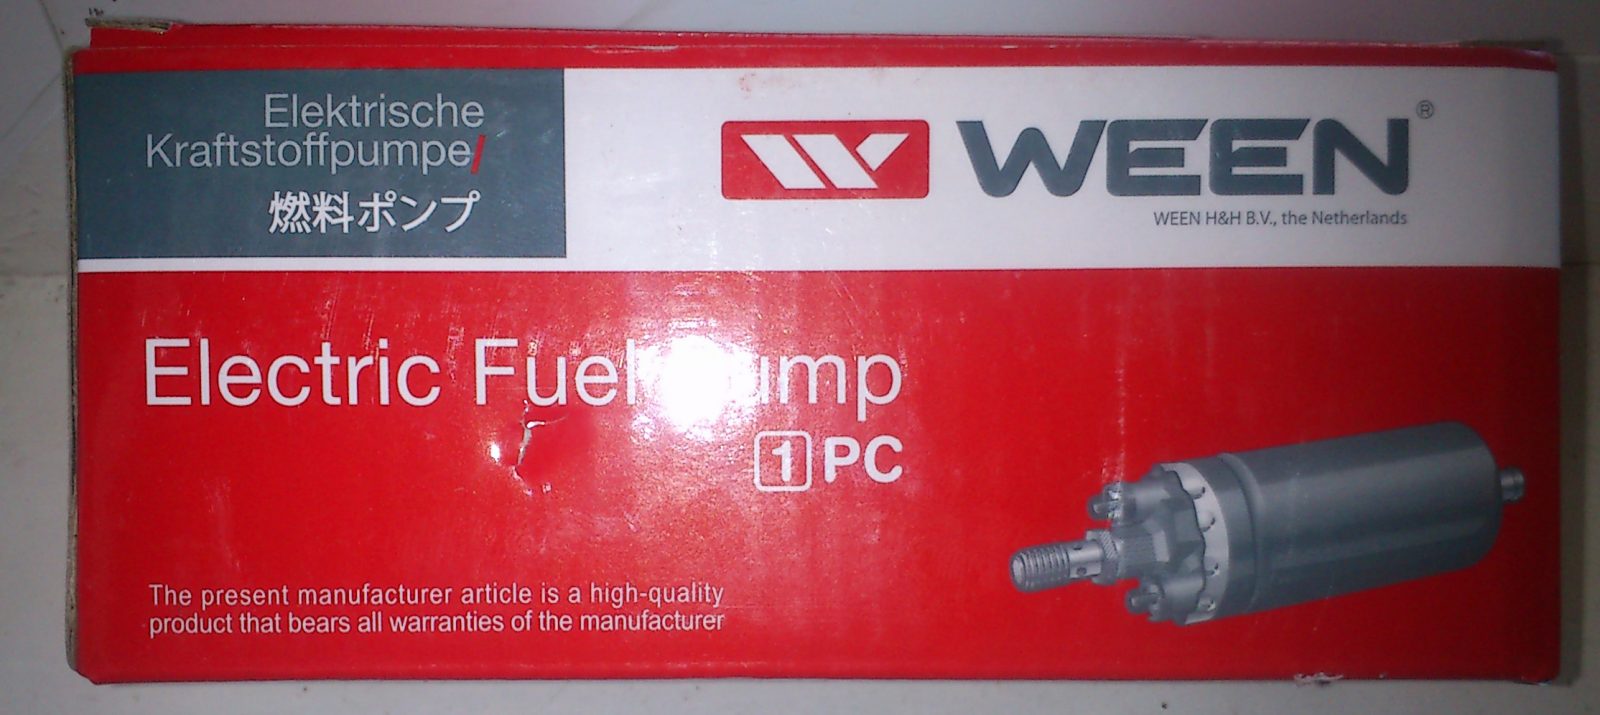 Elektrische
Kraftstoffpumpe/
燃料ポンプ
WEEN®
WEEN H&H B.V., the Netherlands
Electric Fuel Pump
1 PC
The present manufacturer article is a high-quality
product that bears all warranties of the manufacturer